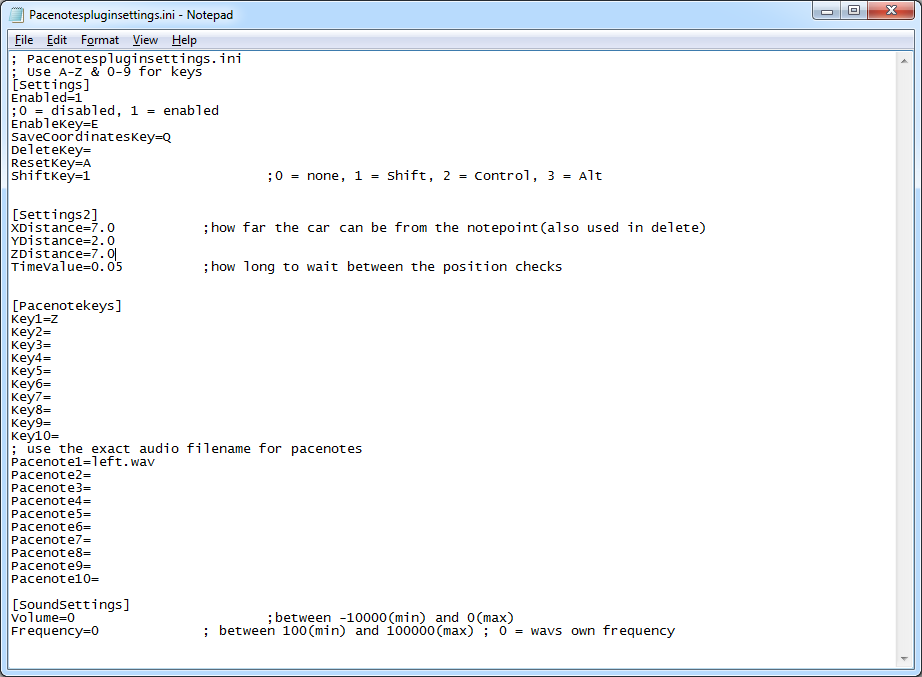 Pacenotespluginsettings.ini - Notepad
File Edit Format View Help
; Pacenotespluginsettings.ini
; Use A-Z & 0-9 for keys
[Settings]
Enabled=1
;0 = disabled, 1 = enabled
EnableKey=E
SaveCoordinatesKey=Q
DeleteKey=
ResetKey=A
ShiftKey=1 ;0 = none, 1 = Shift, 2 = Control, 3 = Alt
[Settings2]
XDistance=7.0 ;how far the car can be from the notepoint(also used in delete)
YDistance=2.0
ZDistance=7.0
TimeValue=0.05 ;how long to wait between the position checks
[Pacenotekeys]
Key1=Z
Key2=
Key3=
Key4=
Key5=
Key6=
Key7=
Key8=
Key9=
Key10=
; use the exact audio filename for pacenotes
Pacenote1=left.wav
Pacenote2=
Pacenote3=
Pacenote4=
Pacenote5=
Pacenote6=
Pacenote7=
Pacenote8=
Pacenote9=
Pacenote10=
[SoundSettings]
Volume=0 ;between -10000(min) and 0(max)
Frequency=0 ; between 100(min) and 100000(max) ; 0 = wavs own frequency